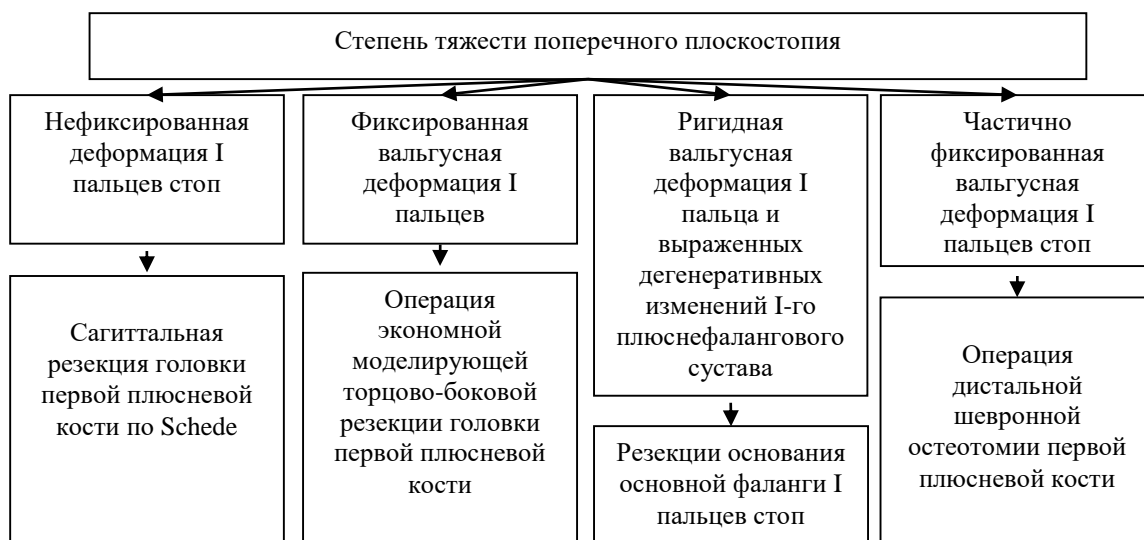 Степень тяжести поперечного плоскостопия
Нефиксированная
деформация I
пальцев стоп
Фиксированная
вальгусная
деформация I
пальцев
Ригидная
вальгусная
деформация I
пальца и
выраженных
дегенеративных
изменений I-го
плюснефалангового
сустава
Частично
фиксированная
вальгусная
деформация I
пальцев стоп
Сагиттальная
резекция головки
первой плюсневой
кости по Schede
Операция
экономной
моделирующей
торцово-боковой
резекции головки
первой плюсневой
кости
Резекции основания
основной фаланги I
пальцев стоп
Операция
дистальной
шевронной
остеотомии первой
плюсневой кости